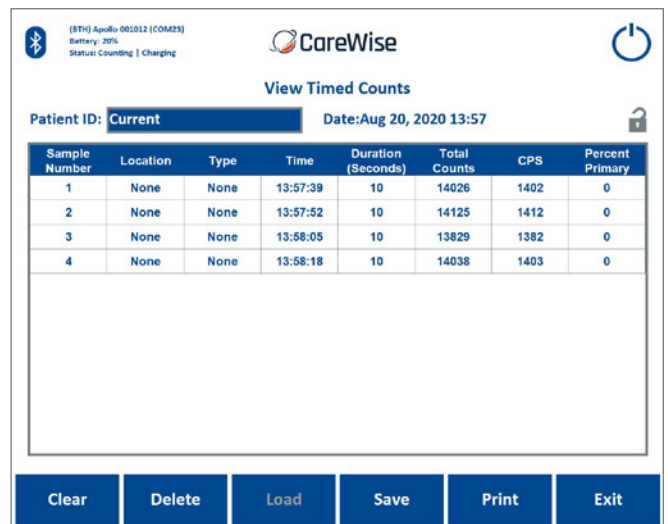 (BTH) Apollo 001012 (COM23)
Battery: 20%
Status: Counting | Charging
CareWise
View Timed Counts
Patient ID: Current Date:Aug 20, 2020 13:57
Sample Number Location Type Time Duration (Seconds) Total Counts CPS Percent Primary
1 None None 13:57:39 10 14026 1402 0
2 None None 13:57:52 10 14125 1412 0
3 None None 13:58:05 10 13829 1382 0
4 None None 13:58:18 10 14038 1403 0
Clear Delete Load Save Print Exit